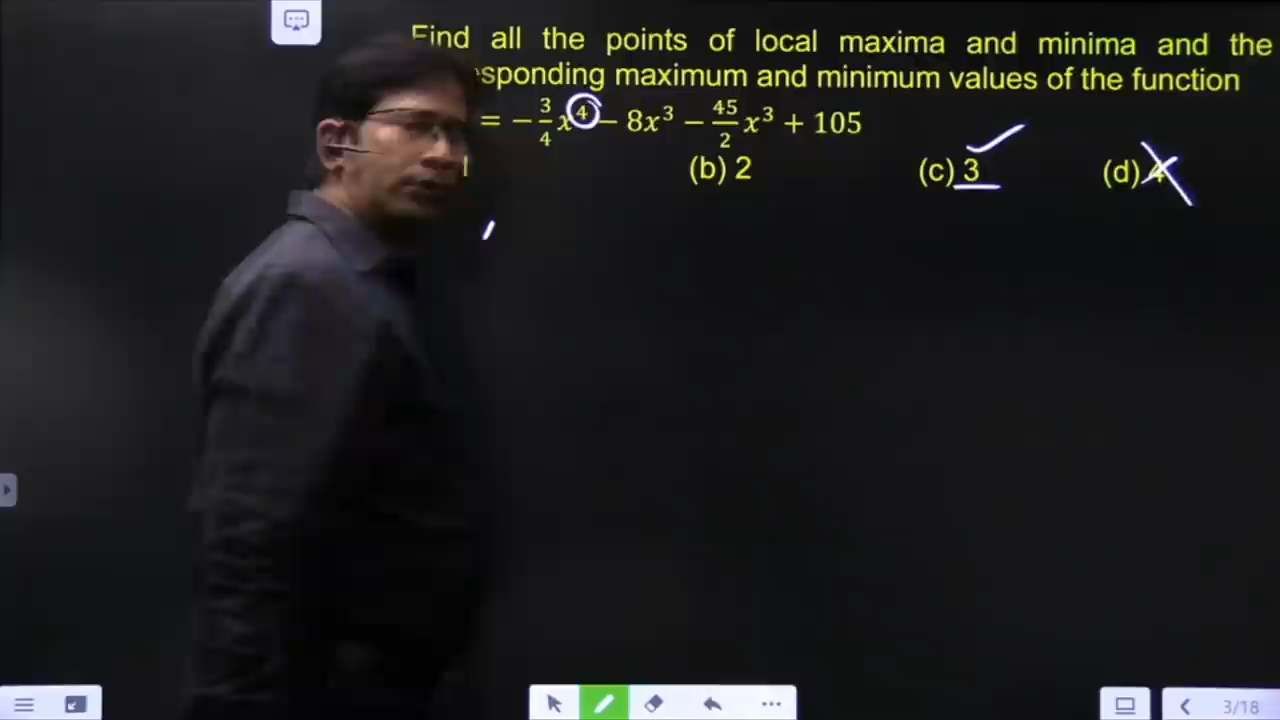 Find all the points of local maxima and minima and the
sponding maximum and minimum values of the function
= −3/4 x⁴ − 8x³ − 45/2 x³ + 105
(b) 2 (c) 3 (d) 4
3/18